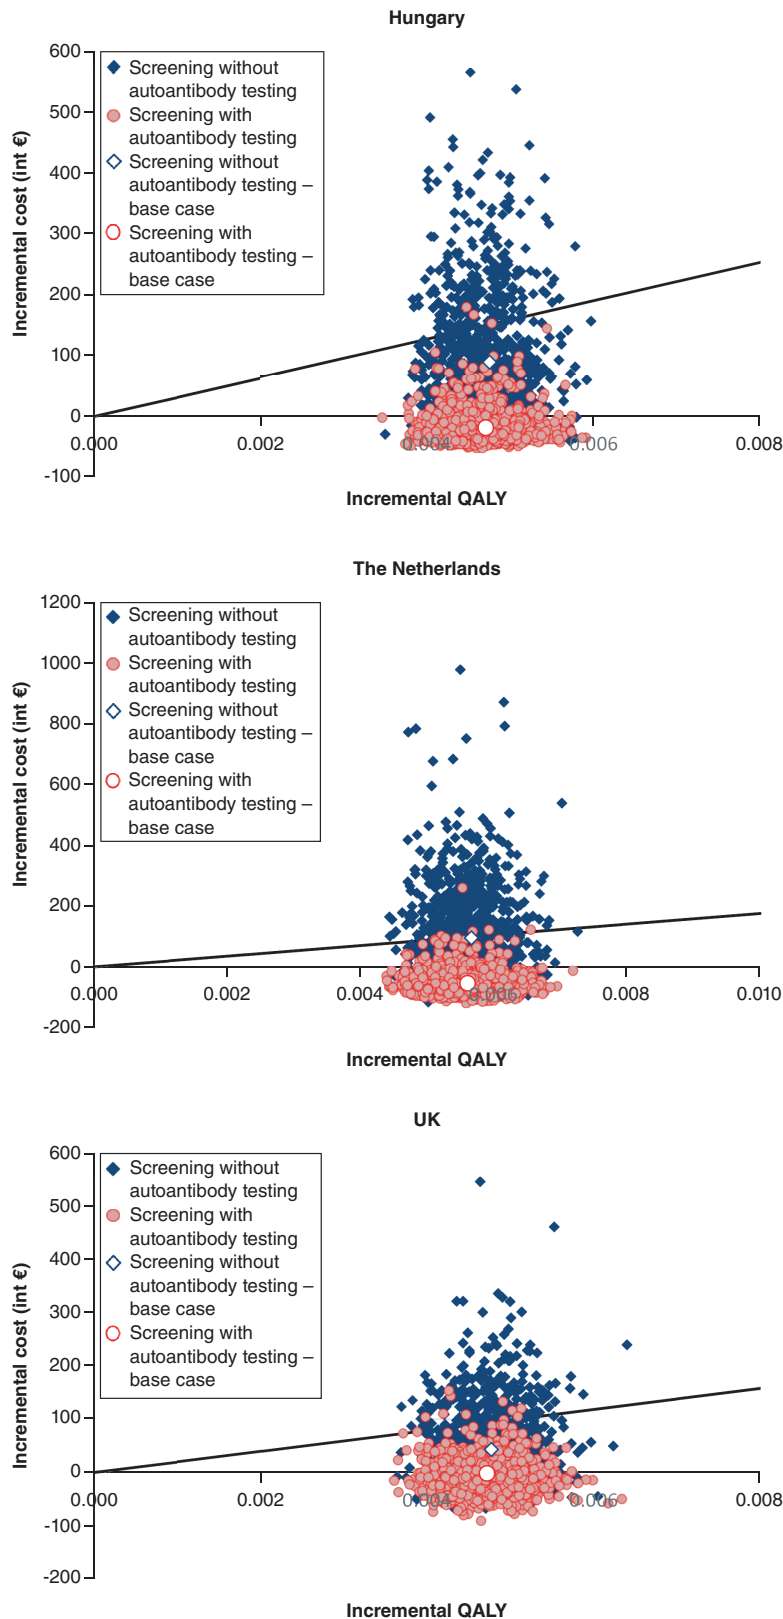 Hungary
600
500
400
300
200
100
0
-100
Incremental cost (int €)
Screening without
autoantibody testing
Screening with
autoantibody testing
Screening without
autoantibody testing –
base case
Screening with
autoantibody testing –
base case
0.000
0.002
0.004
0.006
0.008
Incremental QALY
The Netherlands
1200
1000
800
600
400
200
0
-200
Incremental cost (int €)
Screening without
autoantibody testing
Screening with
autoantibody testing
Screening without
autoantibody testing –
base case
Screening with
autoantibody testing –
base case
0.000
0.002
0.004
0.006
0.008
0.010
Incremental QALY
UK
600
500
400
300
200
100
0
-100
-200
Incremental cost (int €)
Screening without
autoantibody testing
Screening with
autoantibody testing
Screening without
autoantibody testing –
base case
Screening with
autoantibody testing –
base case
0.000
0.002
0.004
0.006
0.008
Incremental QALY